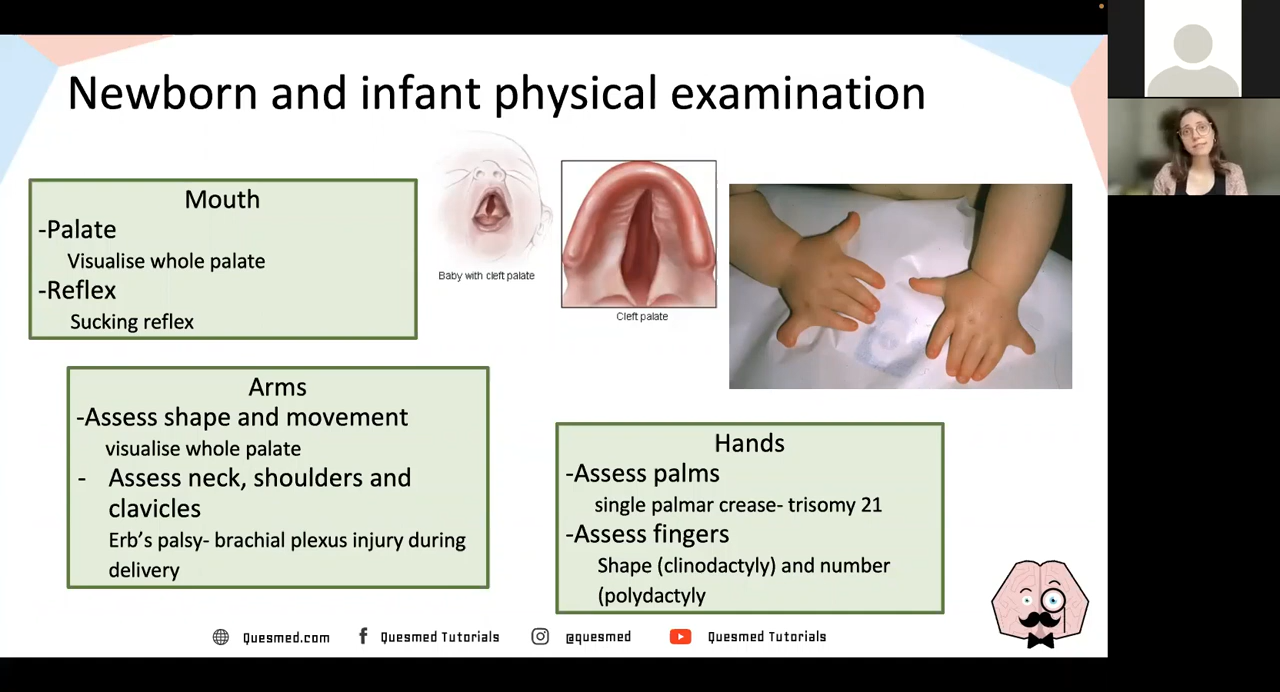 Newborn and infant physical examination
Mouth
-Palate
Visualise whole palate
-Reflex
Sucking reflex
Baby with cleft palate
Cleft palate
Arms
-Assess shape and movement
visualise whole palate
- Assess neck, shoulders and
clavicles
Erb's palsy- brachial plexus injury during
delivery
Hands
-Assess palms
single palmar crease- trisomy 21
-Assess fingers
Shape (clinodactyly) and number
(polydactyly
Quesmed.com
Quesmed Tutorials
@quesmed
Quesmed Tutorials